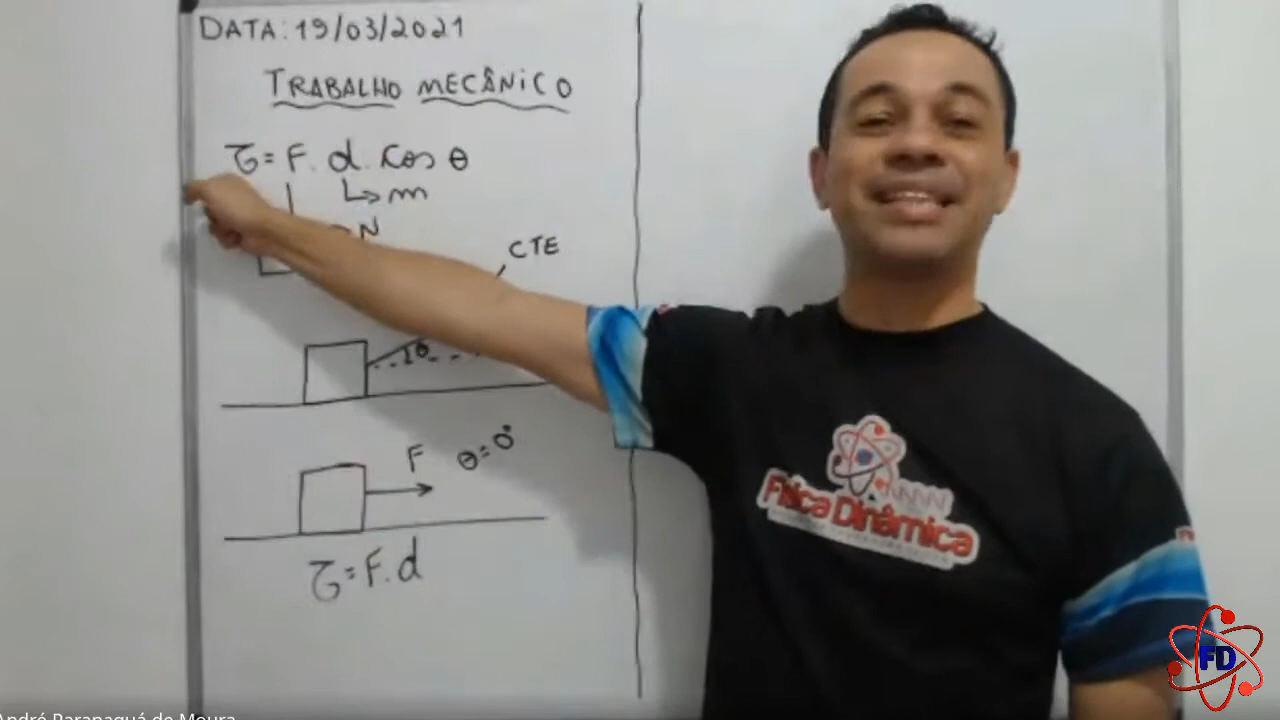 DATA: 19/03/2021
TRABALHO MECÂNICO
τ = F. d. Cos θ
m
N
CTE
θ
F θ = 0°
τ = F. d
Física Dinâmica
FD
André Paranaguá de Moura